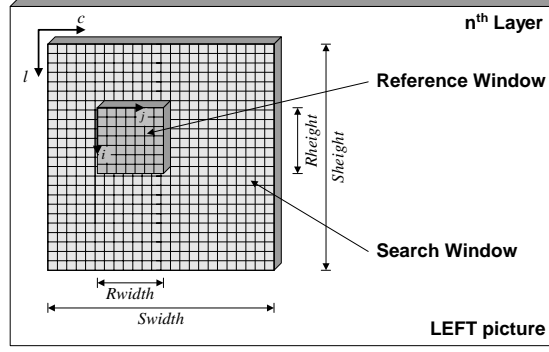 c
nth Layer
l
Reference Window
j
i
Rheight
Sheight
Search Window
Rwidth
Swidth
LEFT picture